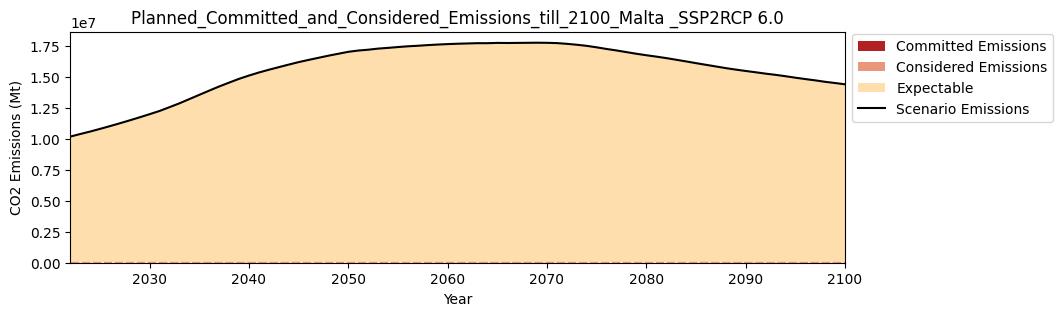 Planned_Committed_and_Considered_Emissions_till_2100_Malta _SSP2RCP 6.0
1e7
1.75
1.50
1.25
1.00
0.75
0.50
0.25
0.00
CO2 Emissions (Mt)
2030 2040 2050 2060 2070 2080 2090 2100
Year
Committed Emissions
Considered Emissions
Expectable
Scenario Emissions